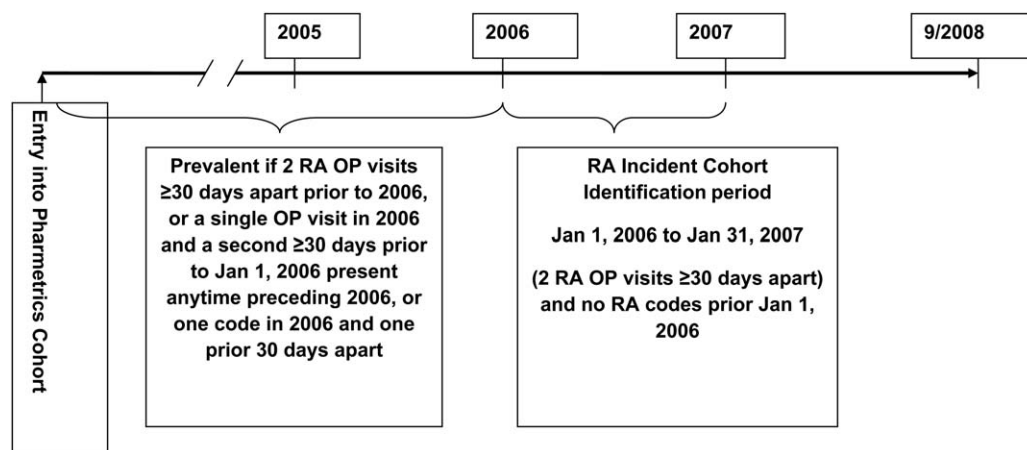 2005
2006
2007
9/2008
Entry into Pharmetrics Cohort
Prevalent if 2 RA OP visits
≥30 days apart prior to 2006,
or a single OP visit in 2006
and a second ≥30 days prior
to Jan 1, 2006 present
anytime preceding 2006, or
one code in 2006 and one
prior 30 days apart
RA Incident Cohort
Identification period
Jan 1, 2006 to Jan 31, 2007
(2 RA OP visits ≥30 days apart)
and no RA codes prior Jan 1,
2006